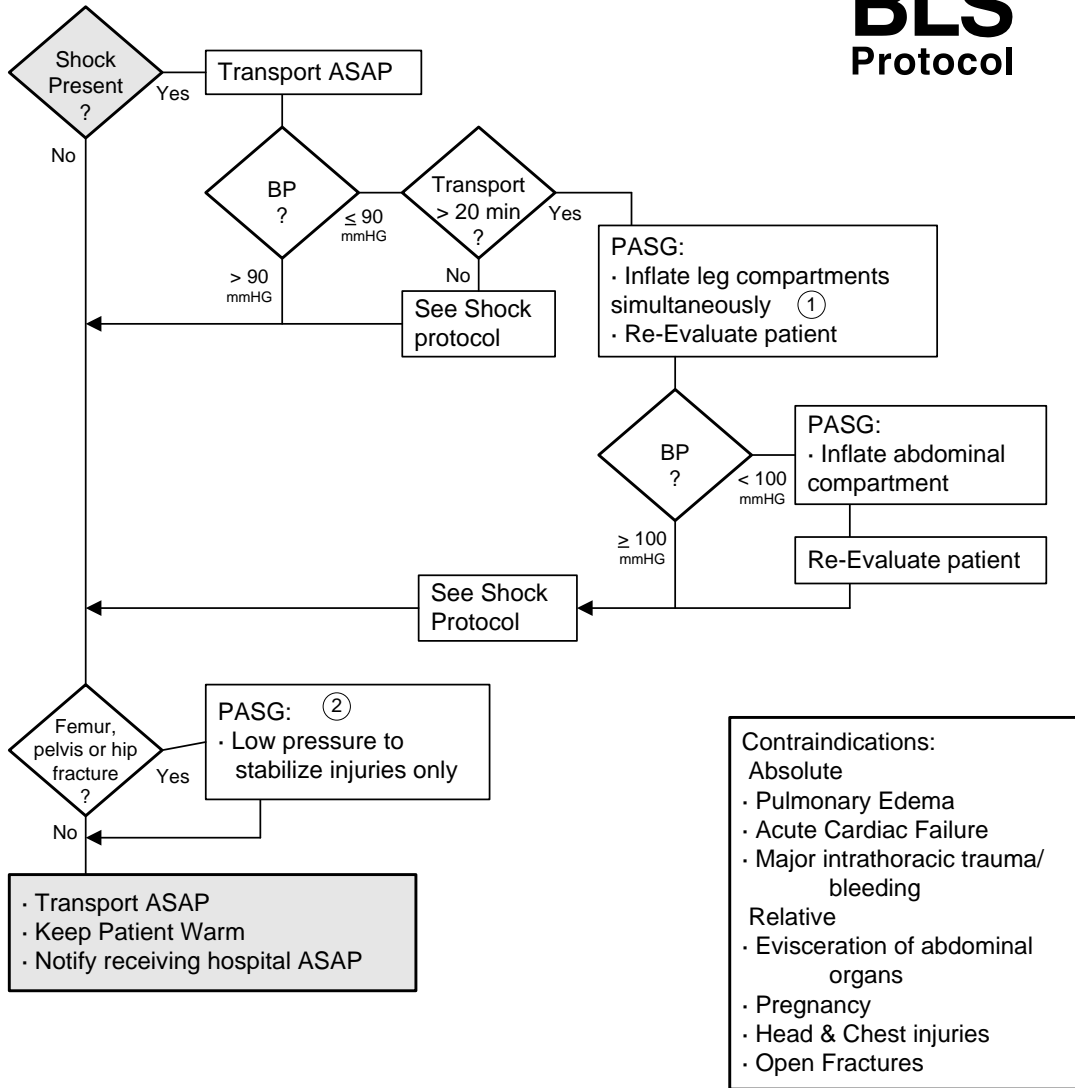 BLS
Protocol
Shock
Present
?
Yes
No
Transport ASAP
BP
?
≤ 90
mmHG
> 90
mmHG
Transport
> 20 min
?
Yes
No
See Shock
protocol
PASG:
· Inflate leg compartments
simultaneously ①
· Re-Evaluate patient
BP
?
< 100
mmHG
≥ 100
mmHG
PASG:
· Inflate abdominal
compartment
Re-Evaluate patient
See Shock
Protocol
Femur,
pelvis or hip
fracture
?
Yes
No
PASG: ②
· Low pressure to
stabilize injuries only
· Transport ASAP
· Keep Patient Warm
· Notify receiving hospital ASAP
Contraindications:
Absolute
· Pulmonary Edema
· Acute Cardiac Failure
· Major intrathoracic trauma/
bleeding
Relative
· Evisceration of abdominal
organs
· Pregnancy
· Head & Chest injuries
· Open Fractures